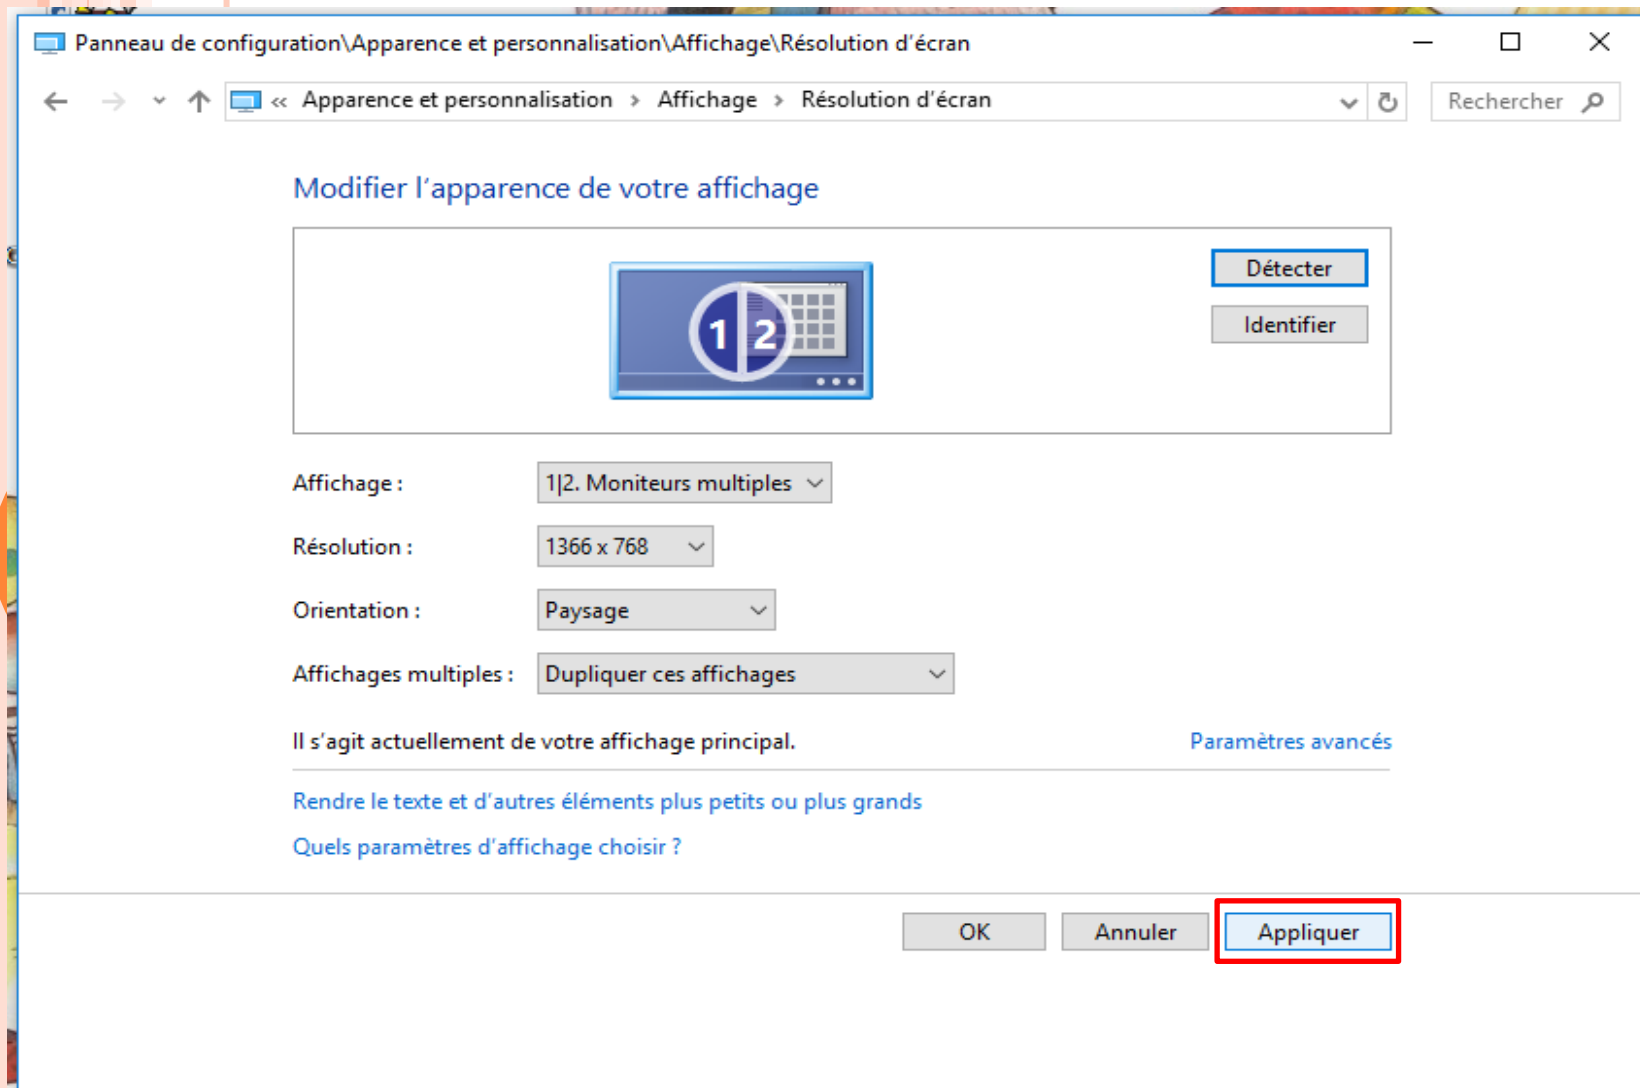 Panneau de configuration\Apparence et personnalisation\Affichage\Résolution d'écran
« Apparence et personnalisation > Affichage > Résolution d'écran
Rechercher
Modifier l'apparence de votre affichage
1 2
Détecter
Identifier
Affichage :
1|2. Moniteurs multiples
Résolution :
1366 x 768
Orientation :
Paysage
Affichages multiples :
Dupliquer ces affichages
Il s'agit actuellement de votre affichage principal.
Paramètres avancés
Rendre le texte et d'autres éléments plus petits ou plus grands
Quels paramètres d'affichage choisir ?
OK
Annuler
Appliquer